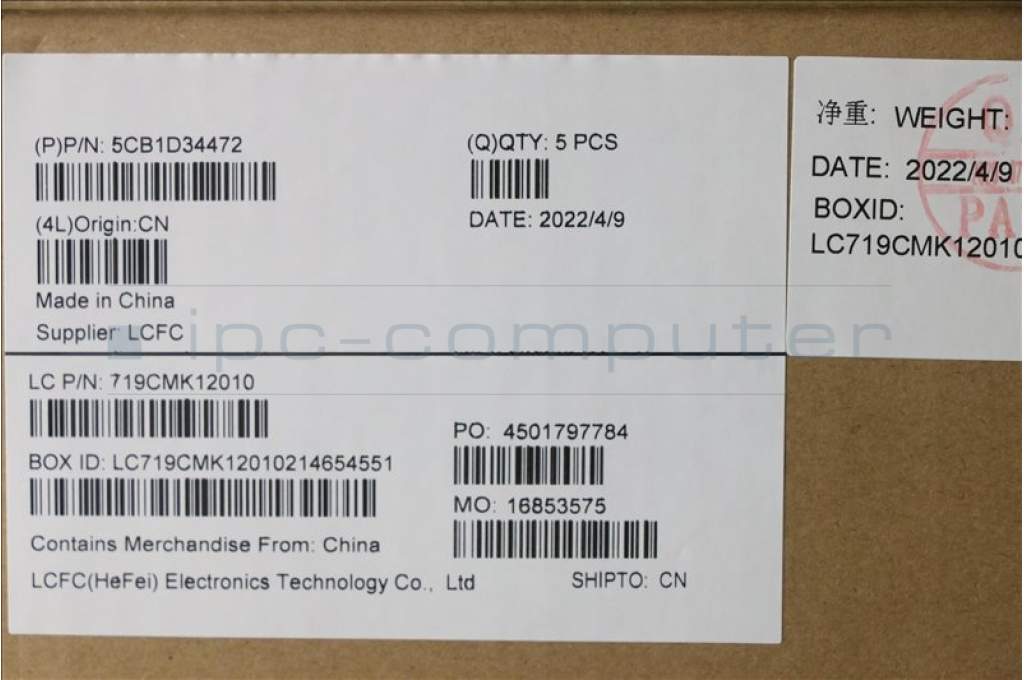 (P)P/N: 5CB1D34472
(Q)QTY: 5 PCS
(4L)Origin:CN
DATE: 2022/4/9
Made in China
Supplier: LCFC
ipc-computer
LC P/N: 719CMK12010
PO: 4501797784
BOX ID: LC719CMK12010214654551
MO: 16853575
Contains Merchandise From: China
LCFC(HeFei) Electronics Technology Co., Ltd
SHIPTO: CN
净重: WEIGHT:
DATE: 2022/4/9
BOXID:
LC719CMK12010
Q
PA